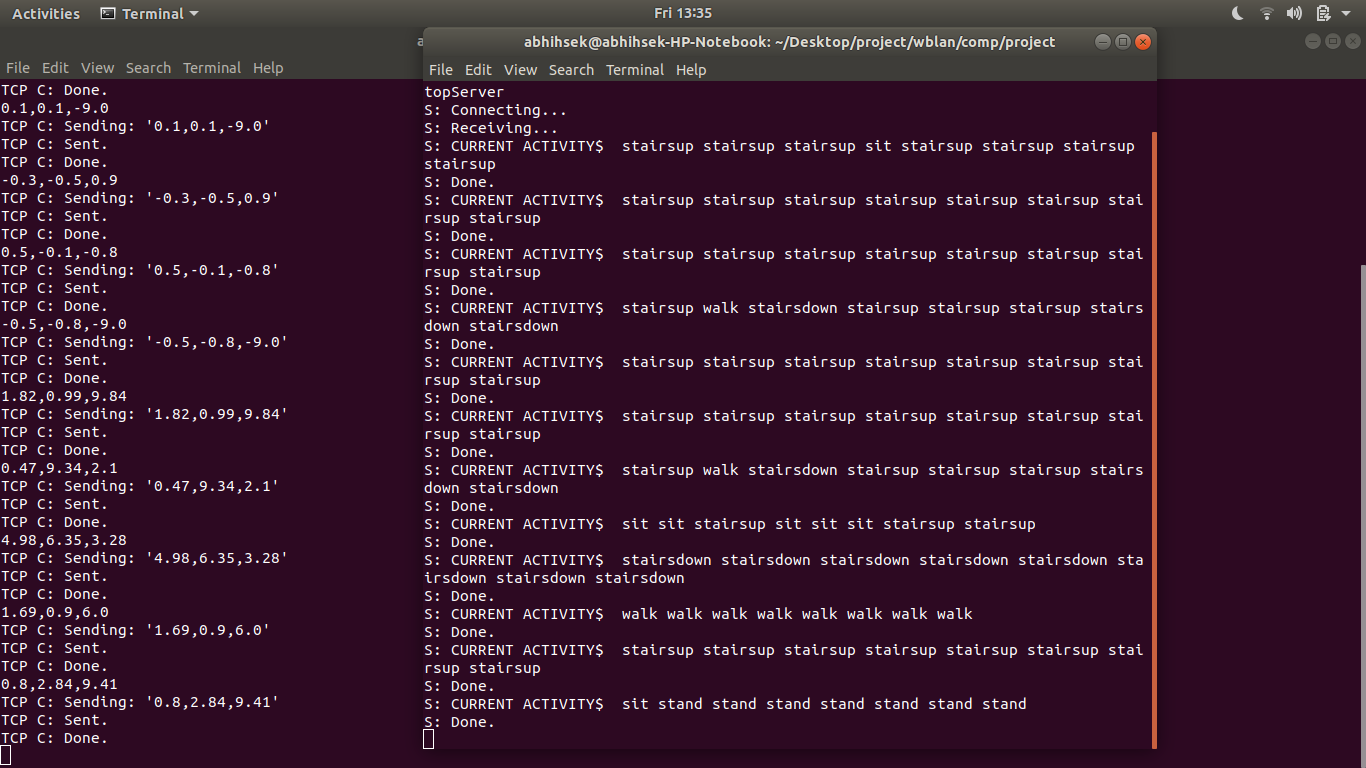 Activities Terminal Fri 13:35
File Edit View Search Terminal Help
TCP C: Done.
0.1,0.1,-9.0
TCP C: Sending: '0.1,0.1,-9.0'
TCP C: Sent.
TCP C: Done.
-0.3,-0.5,0.9
TCP C: Sending: '-0.3,-0.5,0.9'
TCP C: Sent.
TCP C: Done.
0.5,-0.1,-0.8
TCP C: Sending: '0.5,-0.1,-0.8'
TCP C: Sent.
TCP C: Done.
-0.5,-0.8,-9.0
TCP C: Sending: '-0.5,-0.8,-9.0'
TCP C: Sent.
TCP C: Done.
1.82,0.99,9.84
TCP C: Sending: '1.82,0.99,9.84'
TCP C: Sent.
TCP C: Done.
0.47,9.34,2.1
TCP C: Sending: '0.47,9.34,2.1'
TCP C: Sent.
TCP C: Done.
4.98,6.35,3.28
TCP C: Sending: '4.98,6.35,3.28'
TCP C: Sent.
TCP C: Done.
1.69,0.9,6.0
TCP C: Sending: '1.69,0.9,6.0'
TCP C: Sent.
TCP C: Done.
0.8,2.84,9.41
TCP C: Sending: '0.8,2.84,9.41'
TCP C: Sent.
TCP C: Done.
abhihsek@abhihsek-HP-Notebook: ~/Desktop/project/wblan/comp/project
File Edit View Search Terminal Help
topServer
S: Connecting...
S: Receiving...
S: CURRENT ACTIVITY$  stairsup stairsup stairsup sit stairsup stairsup stairsup
stairsup
S: Done.
S: CURRENT ACTIVITY$  stairsup stairsup stairsup stairsup stairsup stairsup stai
rsup stairsup
S: Done.
S: CURRENT ACTIVITY$  stairsup stairsup stairsup stairsup stairsup stairsup stai
rsup stairsup
S: Done.
S: CURRENT ACTIVITY$  stairsup walk stairsdown stairsup stairsup stairsup stairs
down stairsdown
S: Done.
S: CURRENT ACTIVITY$  stairsup stairsup stairsup stairsup stairsup stairsup stai
rsup stairsup
S: Done.
S: CURRENT ACTIVITY$  stairsup stairsup stairsup stairsup stairsup stairsup stai
rsup stairsup
S: Done.
S: CURRENT ACTIVITY$  stairsup walk stairsdown stairsup stairsup stairsup stairs
down stairsdown
S: Done.
S: CURRENT ACTIVITY$  sit sit stairsup sit sit sit stairsup stairsup
S: Done.
S: CURRENT ACTIVITY$  stairsdown stairsdown stairsdown stairsdown stairsdown sta
irsdown stairsdown stairsdown
S: Done.
S: CURRENT ACTIVITY$  walk walk walk walk walk walk walk walk
S: Done.
S: CURRENT ACTIVITY$  stairsup stairsup stairsup stairsup stairsup stairsup stai
rsup stairsup
S: Done.
S: CURRENT ACTIVITY$  sit stand stand stand stand stand stand stand
S: Done.